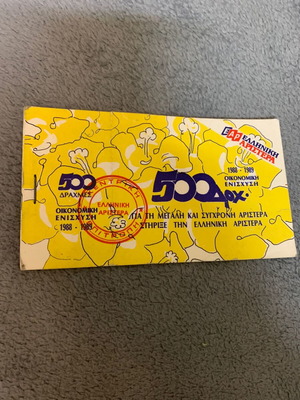 ΕΑΡ ΕΛΛΗΝΙΚΗ
ΑΡΙΣΤΕΡΑ
500
ΔΡΑΧΜΕΣ
ΟΙΚΟΝΟΜΙΚΗ
ΕΝΙΣΧΥΣΗ
1988 - 1989
ΕΛΛΗΝΙΚΗ
ΑΡΙΣΤΕΡΑ
500 Δρχ.
1988 - 1989
ΟΙΚΟΝΟΜΙΚΗ
ΕΝΙΣΧΥΣΗ
ΓΙΑ ΤΗ ΜΕΓΑΛΗ ΚΑΙ ΣΥΓΧΡΟΝΗ ΑΡΙΣΤΕΡΑ
ΣΤΗΡΙΞΕ ΤΗΝ ΕΛΛΗΝΙΚΗ ΑΡΙΣΤΕΡΑ